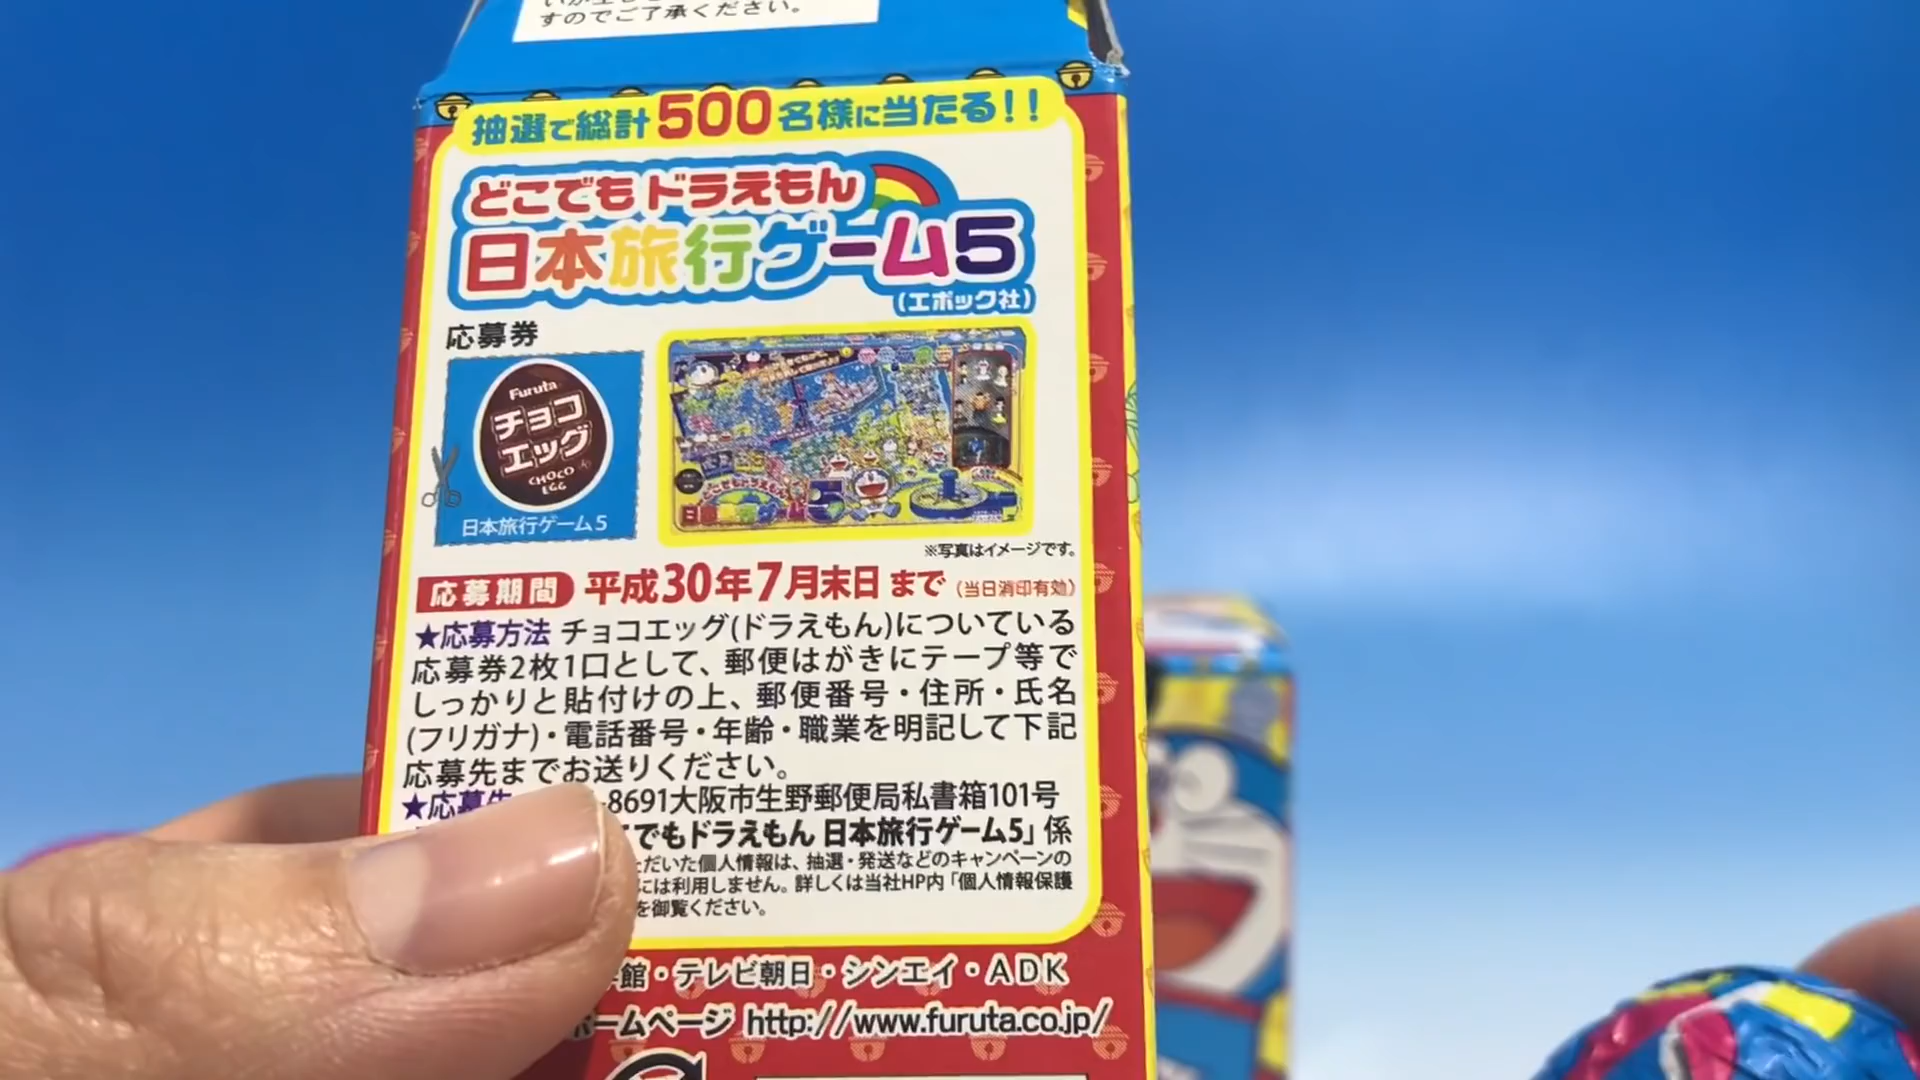 すのでご了承ください。
抽選で総計500名様に当たる!!
どこでもドラえもん
日本旅行ゲーム5
(エポック社)
応募券
Furuta
チョコ
エッグ
CHOCO
EGG
日本旅行ゲーム5
※写真はイメージです。
応募期間 平成30年7月末日まで(当日消印有効)
★応募方法 チョコエッグ(ドラえもん)についている
応募券2枚1口として、郵便はがきにテープ等で
しっかりと貼付けの上、郵便番号・住所・氏名
(フリガナ)・電話番号・年齢・職業を明記して下記
応募先までお送りください。
★応募先 -8691大阪市生野郵便局私書箱101号
でもドラえもん 日本旅行ゲーム5」係
ただいた個人情報は、抽選・発送などのキャンペーンの
には利用しません。詳しくは当社HP内「個人情報保護
を御覧ください。
館・テレビ朝日・シンエイ・ADK
ホームページ http://www.furuta.co.jp/